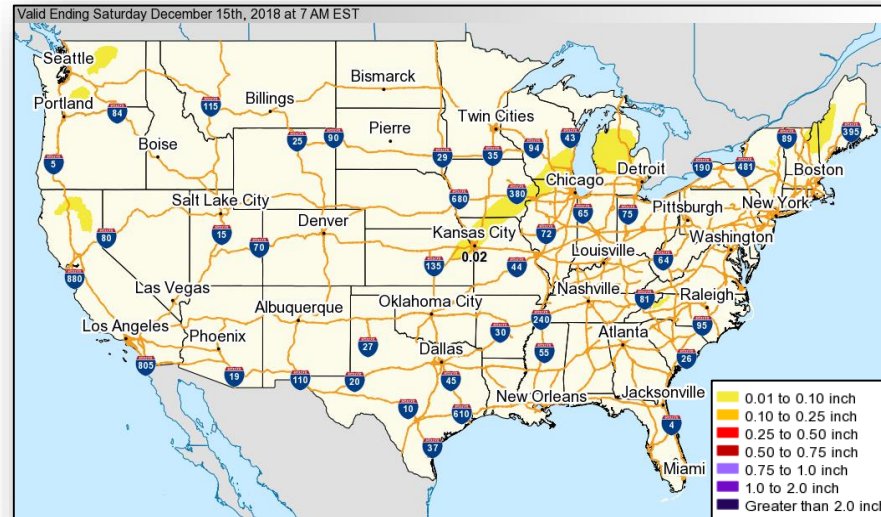 Valid Ending Saturday December 15th, 2018 at 7 AM EST
Seattle
Bismarck
Portland
84
115
Billings
Twin Cities
43
89
395
5
Boise
25
90
Pierre
29
35
94
Detroit
190
481
Boston
Salt Lake City
680
380
Chicago
Pittsburgh
New York
80
15
70
Denver
Kansas City
0.02
72
65
75
Washington
880
135
44
Louisville
64
Las Vegas
Albuquerque
Oklahoma City
Nashville
81
Raleigh
Los Angeles
Phoenix
27
30
240
Atlanta
95
805
19
110
20
Dallas
45
55
26
10
610
New Orleans
Jacksonville
37
4
Miami
0.01 to 0.10 inch
0.10 to 0.25 inch
0.25 to 0.50 inch
0.50 to 0.75 inch
0.75 to 1.0 inch
1.0 to 2.0 inch
Greater than 2.0 incl